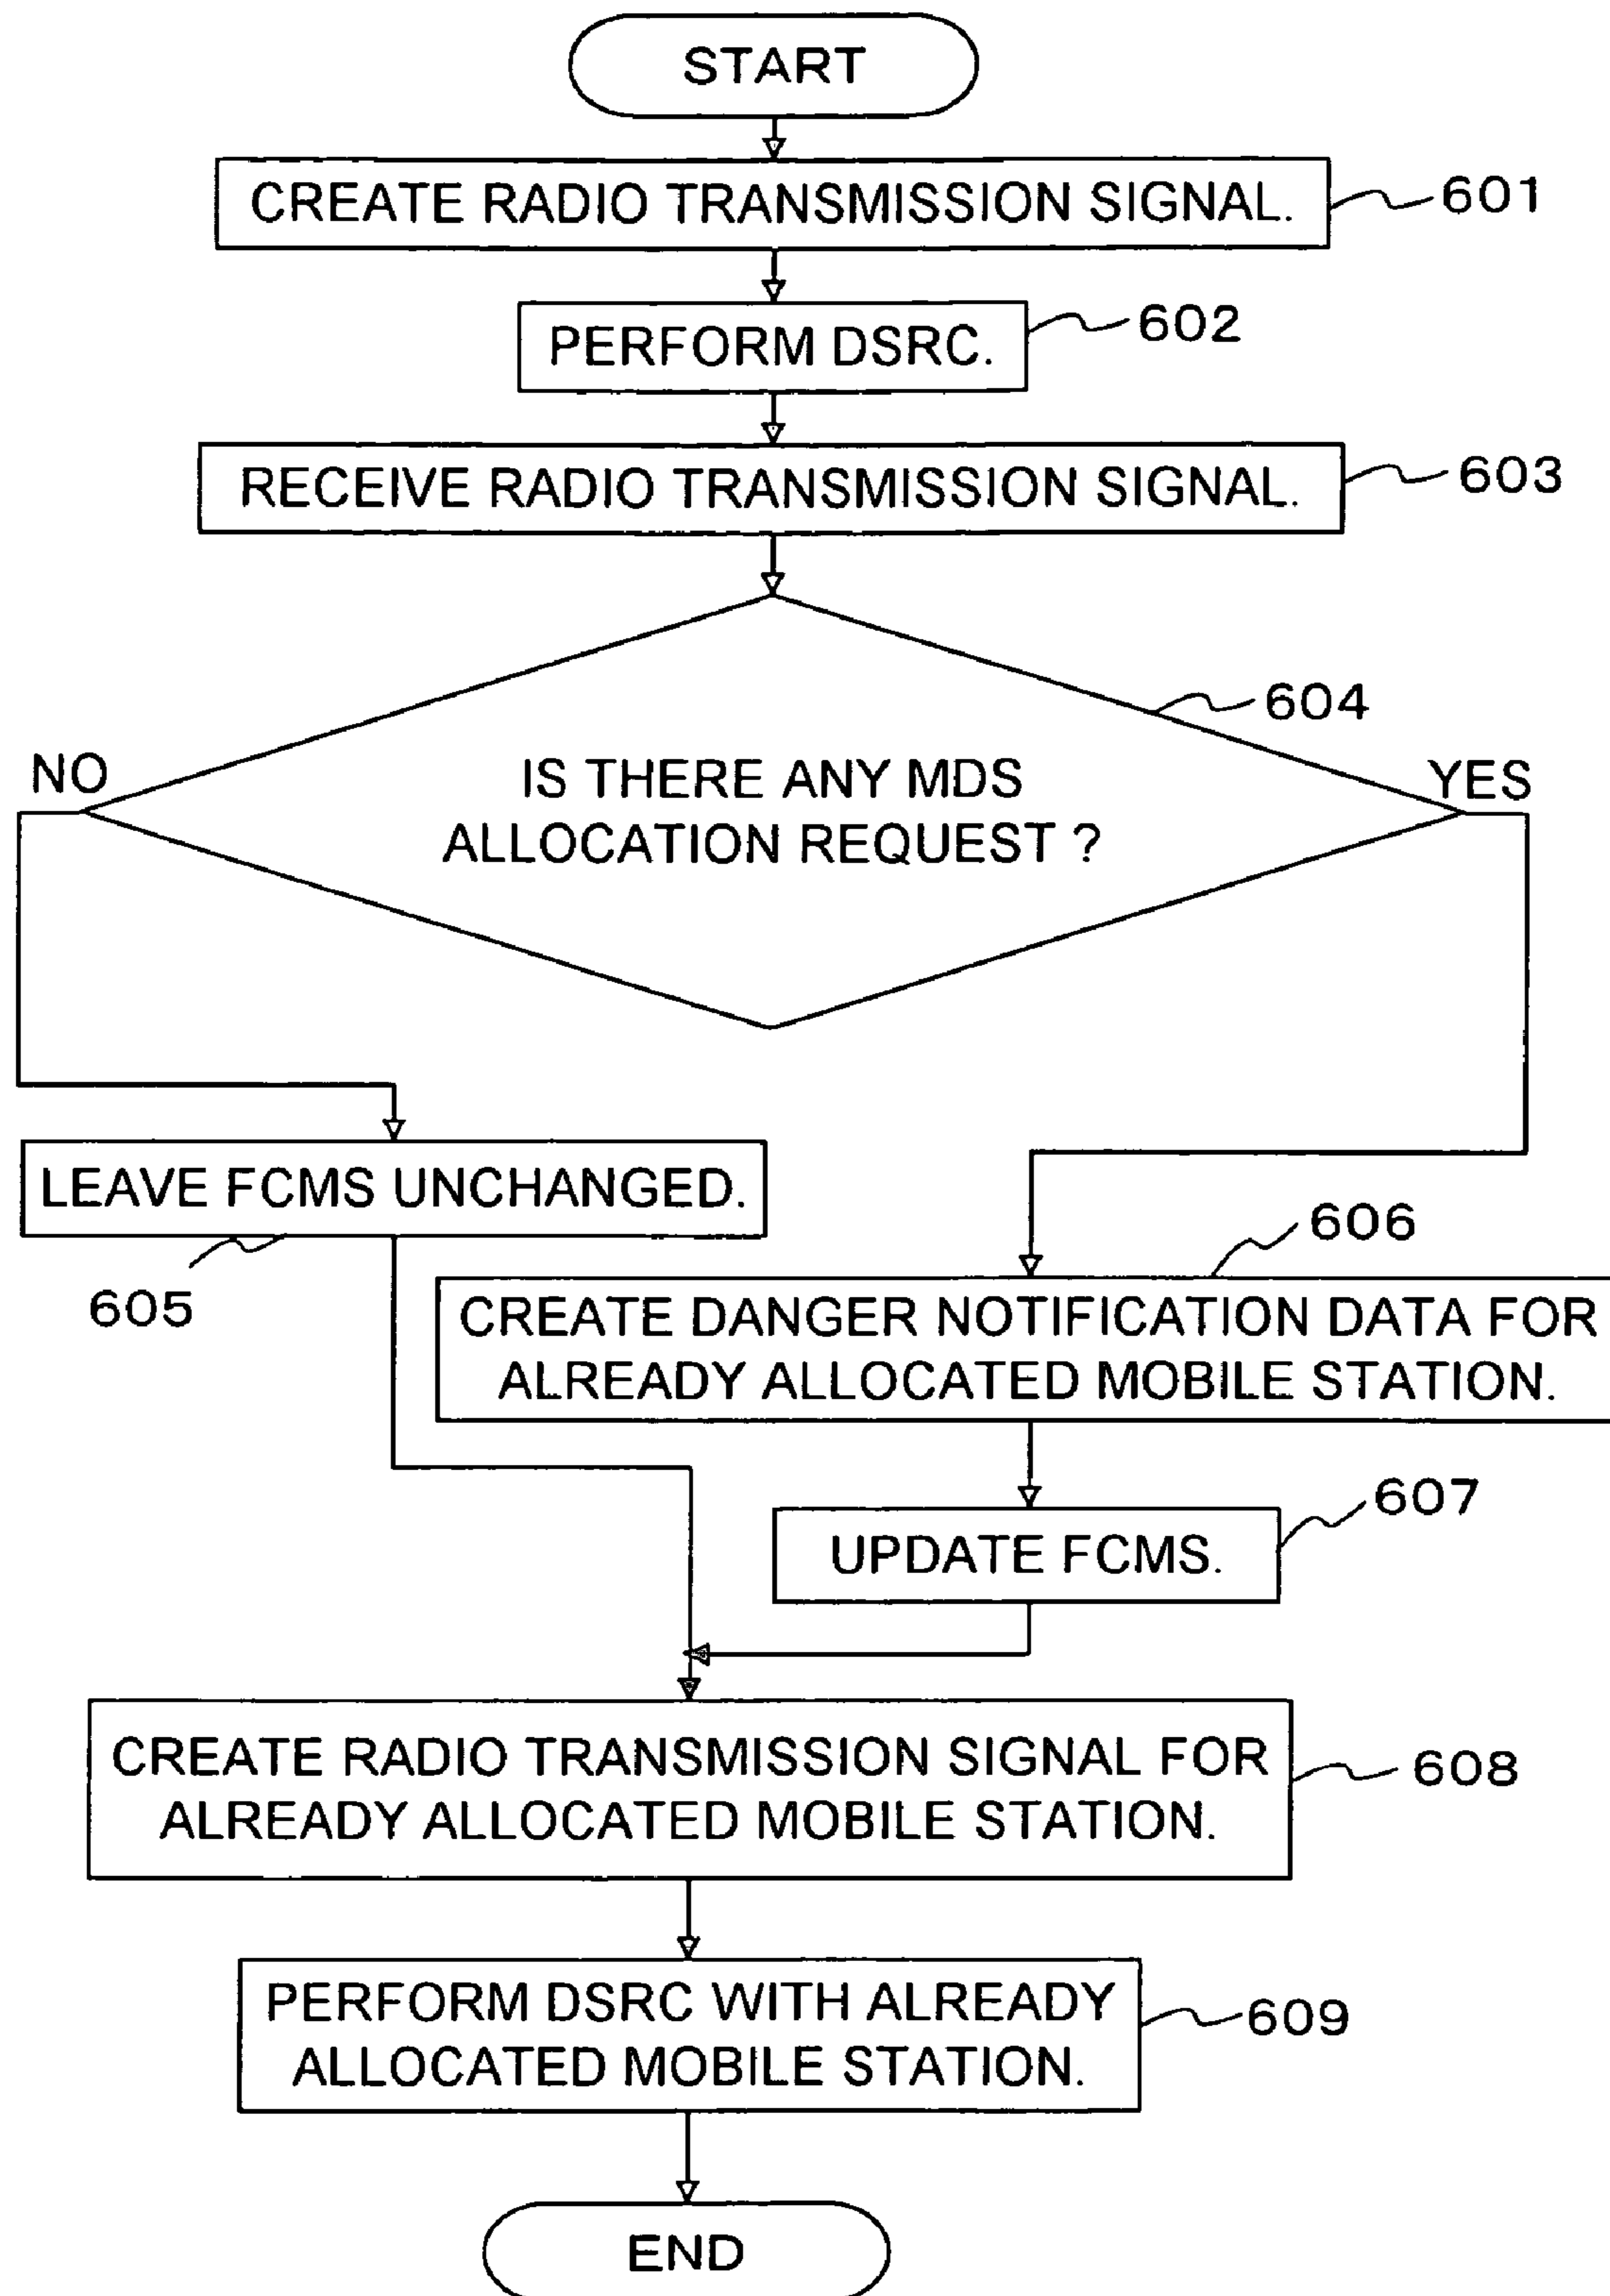 START
CREATE RADIO TRANSMISSION SIGNAL.
601
PERFORM DSRC.
602
RECEIVE RADIO TRANSMISSION SIGNAL.
603
604
NO
IS THERE ANY MDS
ALLOCATION REQUEST ?
YES
LEAVE FCMS UNCHANGED.
605
606
CREATE DANGER NOTIFICATION DATA FOR
ALREADY ALLOCATED MOBILE STATION.
607
UPDATE FCMS.
CREATE RADIO TRANSMISSION SIGNAL FOR
ALREADY ALLOCATED MOBILE STATION.
608
PERFORM DSRC WITH ALREADY
ALLOCATED MOBILE STATION.
609
END